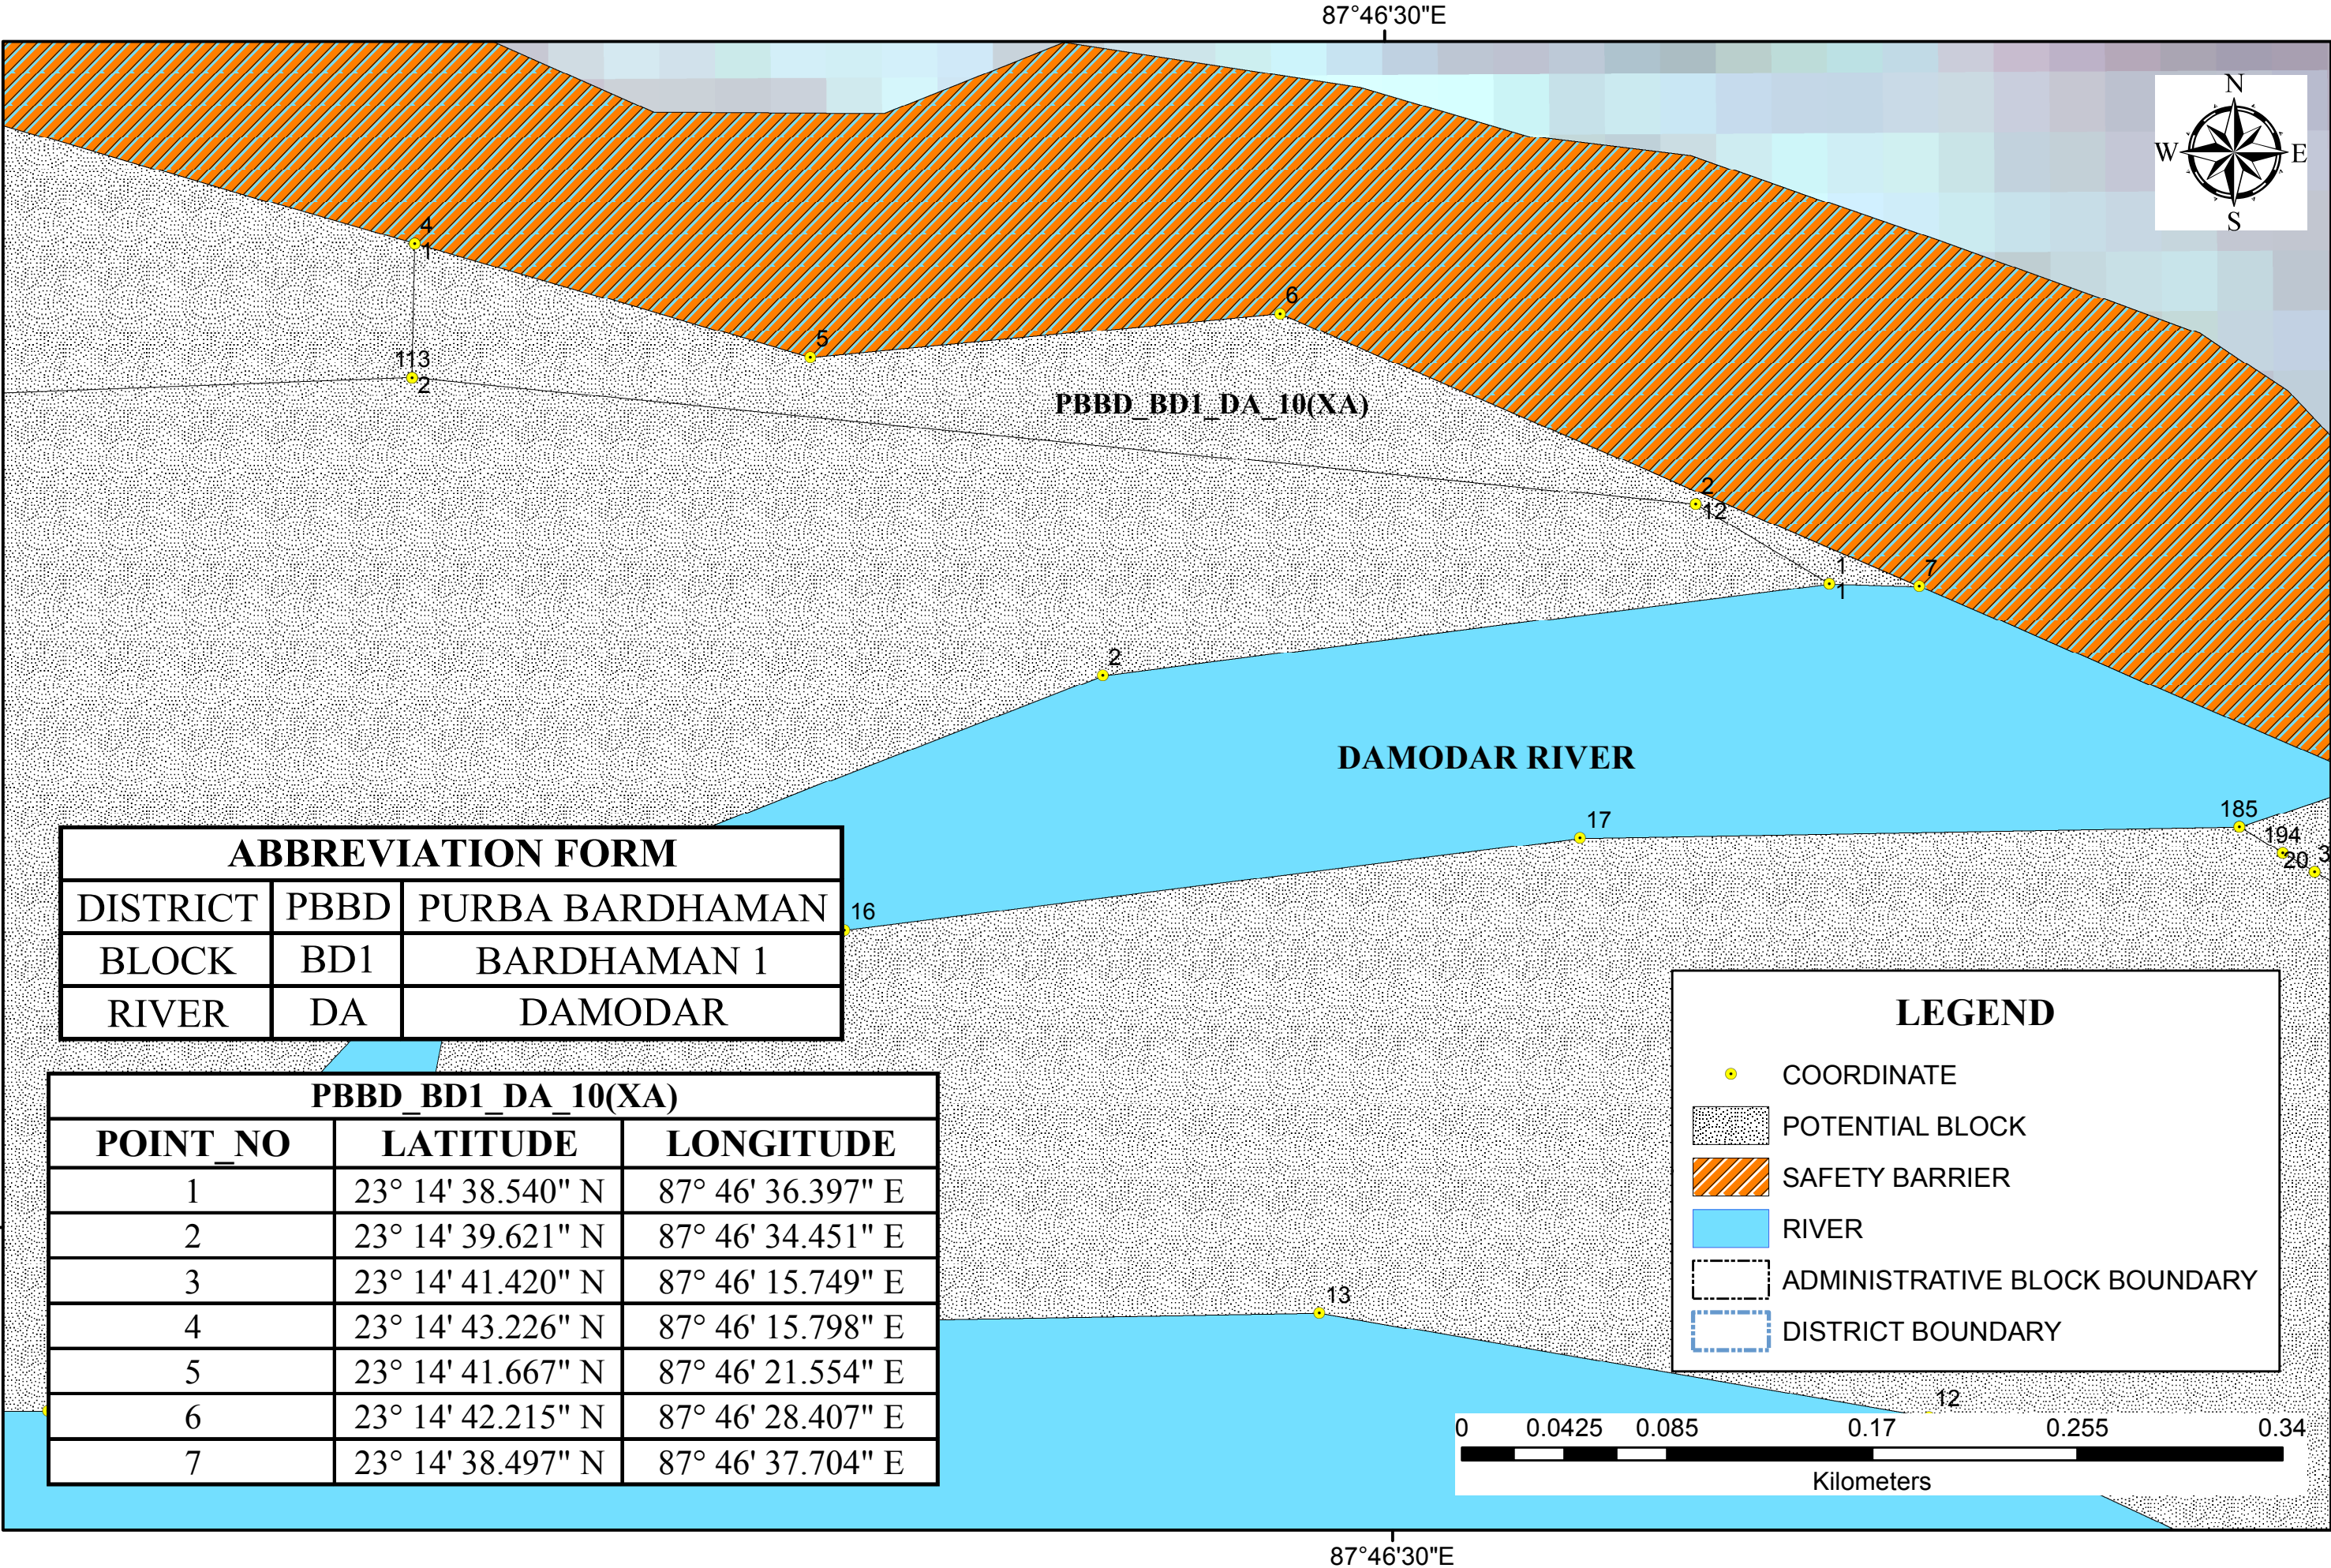 87°46'30"E
N
W E
S
4
1
6
5
113
2
PBBD_BD1_DA_10(XA)
2
12
1
1
7
2
DAMODAR RIVER
17
185
194
20 3
16
ABBREVIATION FORM
DISTRICT PBBD PURBA BARDHAMAN
BLOCK BD1 BARDHAMAN 1
RIVER DA DAMODAR
PBBD_BD1_DA_10(XA)
POINT_NO LATITUDE LONGITUDE
1 23° 14' 38.540" N 87° 46' 36.397" E
2 23° 14' 39.621" N 87° 46' 34.451" E
3 23° 14' 41.420" N 87° 46' 15.749" E
4 23° 14' 43.226" N 87° 46' 15.798" E
5 23° 14' 41.667" N 87° 46' 21.554" E
6 23° 14' 42.215" N 87° 46' 28.407" E
7 23° 14' 38.497" N 87° 46' 37.704" E
LEGEND
COORDINATE
POTENTIAL BLOCK
SAFETY BARRIER
RIVER
ADMINISTRATIVE BLOCK BOUNDARY
DISTRICT BOUNDARY
13
12
0 0.0425 0.085 0.17 0.255 0.34
Kilometers
87°46'30"E